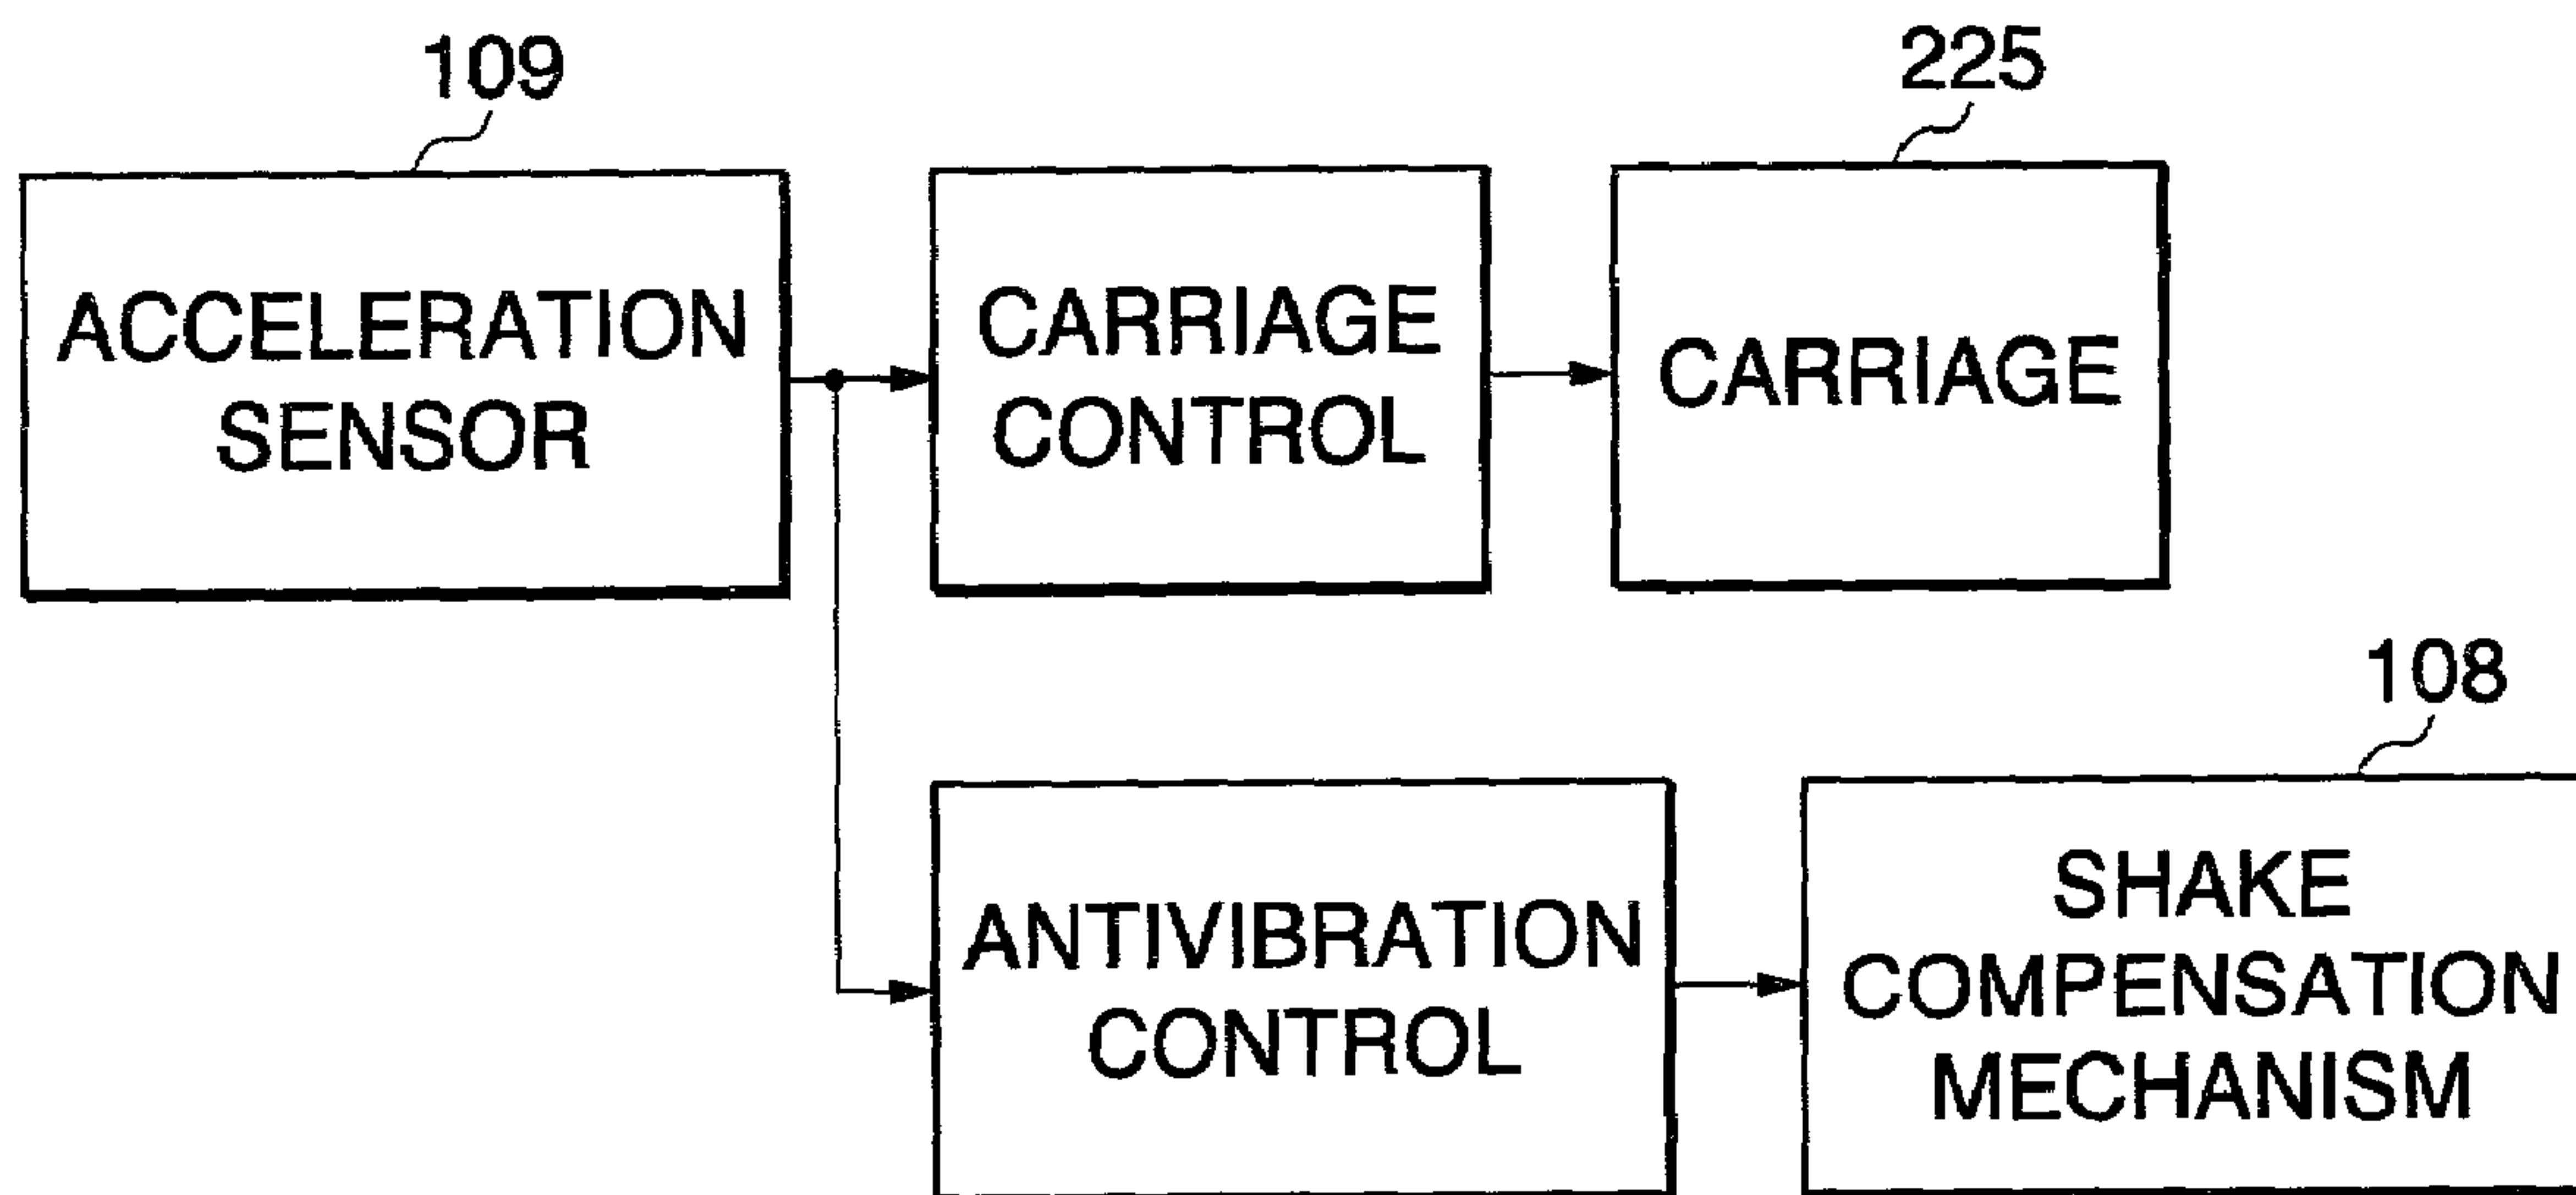 109
225
ACCELERATION
SENSOR
CARRIAGE
CONTROL
CARRIAGE
108
ANTIVIBRATION
CONTROL
SHAKE
COMPENSATION
MECHANISM